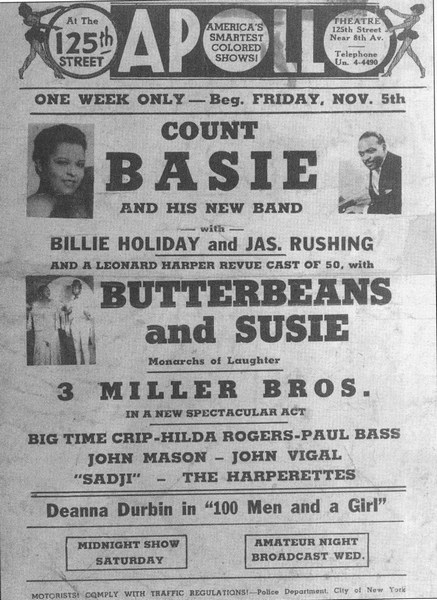 At The
125th
STREET
APOLLO
AMERICA'S
SMARTEST
COLORED
SHOWS!
THEATRE
125th Street
Near 8th Av.
Telephone
Un. 4-4490
ONE WEEK ONLY — Beg. FRIDAY, NOV. 5th
COUNT
BASIE
AND HIS NEW BAND
— with —
BILLIE HOLIDAY and JAS. RUSHING
AND A LEONARD HARPER REVUE CAST OF 50, with
BUTTERBEANS
and SUSIE
Monarchs of Laughter
3 MILLER BROS.
IN A NEW SPECTACULAR ACT
BIG TIME CRIP-HILDA ROGERS-PAUL BASS
JOHN MASON – JOHN VIGAL
"SADJI" – THE HARPERETTES
Deanna Durbin in "100 Men and a Girl"
MIDNIGHT SHOW
SATURDAY
AMATEUR NIGHT
BROADCAST WED.
MOTORISTS! COMPLY WITH TRAFFIC REGULATIONS!—Police Department, City of New York